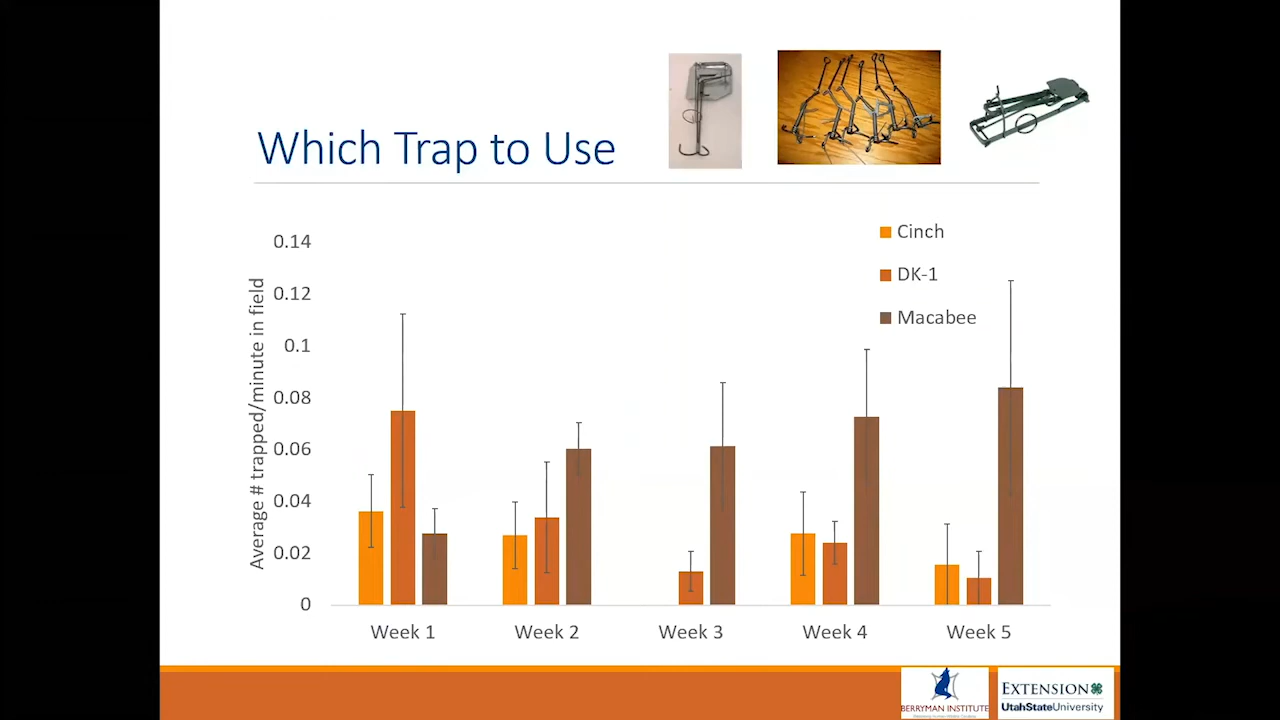 Which Trap to Use
Cinch
DK-1
Macabee
Average # trapped/minute in field
0.14
0.12
0.1
0.08
0.06
0.04
0.02
0
Week 1
Week 2
Week 3
Week 4
Week 5
BERRYMAN INSTITUTE
EXTENSION
UtahStateUniversity